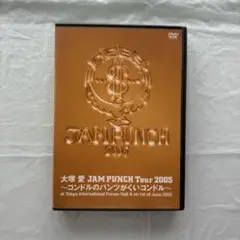 DVD
JAM PUNCH
2005
大塚 愛 JAM PUNCH Tour 2005
～コンドルのパンツがくいコンドル～
at Tokyo International Forum Hall A on 1st of June 2005